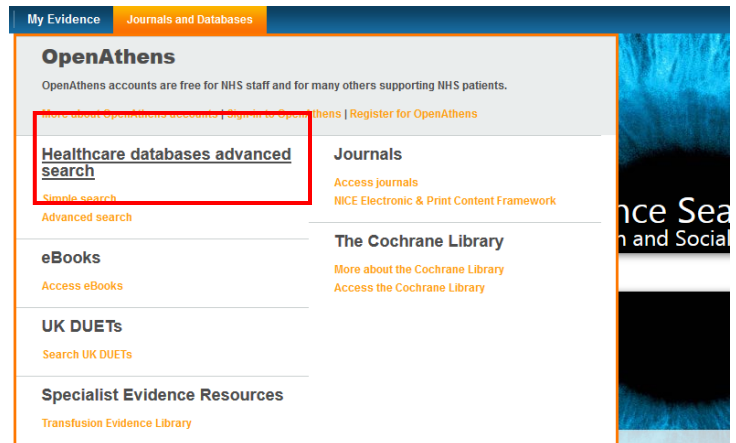 My Evidence
Journals and Databases
OpenAthens
OpenAthens accounts are free for NHS staff and for many others supporting NHS patients.
More about OpenAthens accounts | Sign in to OpenAthens | Register for OpenAthens
Healthcare databases advanced
search
Simple search
Advanced search
eBooks
Access eBooks
UK DUETs
Search UK DUETs
Specialist Evidence Resources
Transfusion Evidence Library
Journals
Access journals
NICE Electronic & Print Content Framework
The Cochrane Library
More about the Cochrane Library
Access the Cochrane Library
nce Sea
n and Social